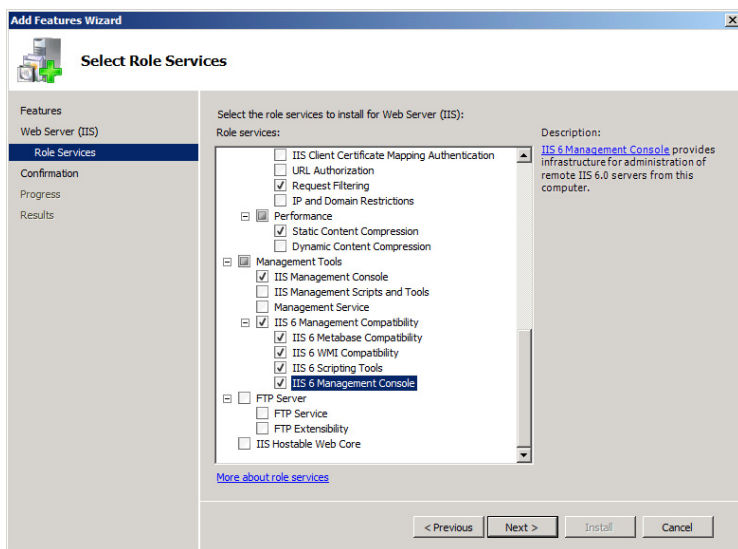 Add Features Wizard
Select Role Services
Features
Web Server (IIS)
Role Services
Confirmation
Progress
Results
Select the role services to install for Web Server (IIS):
Role services:
IIS Client Certificate Mapping Authentication
URL Authorization
Request Filtering
IP and Domain Restrictions
Performance
Static Content Compression
Dynamic Content Compression
Management Tools
IIS Management Console
IIS Management Scripts and Tools
Management Service
IIS 6 Management Compatibility
IIS 6 Metabase Compatibility
IIS 6 WMI Compatibility
IIS 6 Scripting Tools
IIS 6 Management Console
FTP Server
FTP Service
FTP Extensibility
IIS Hostable Web Core
More about role services
Description:
IIS 6 Management Console provides
infrastructure for administration of
remote IIS 6.0 servers from this
computer.
< Previous
Next >
Install
Cancel